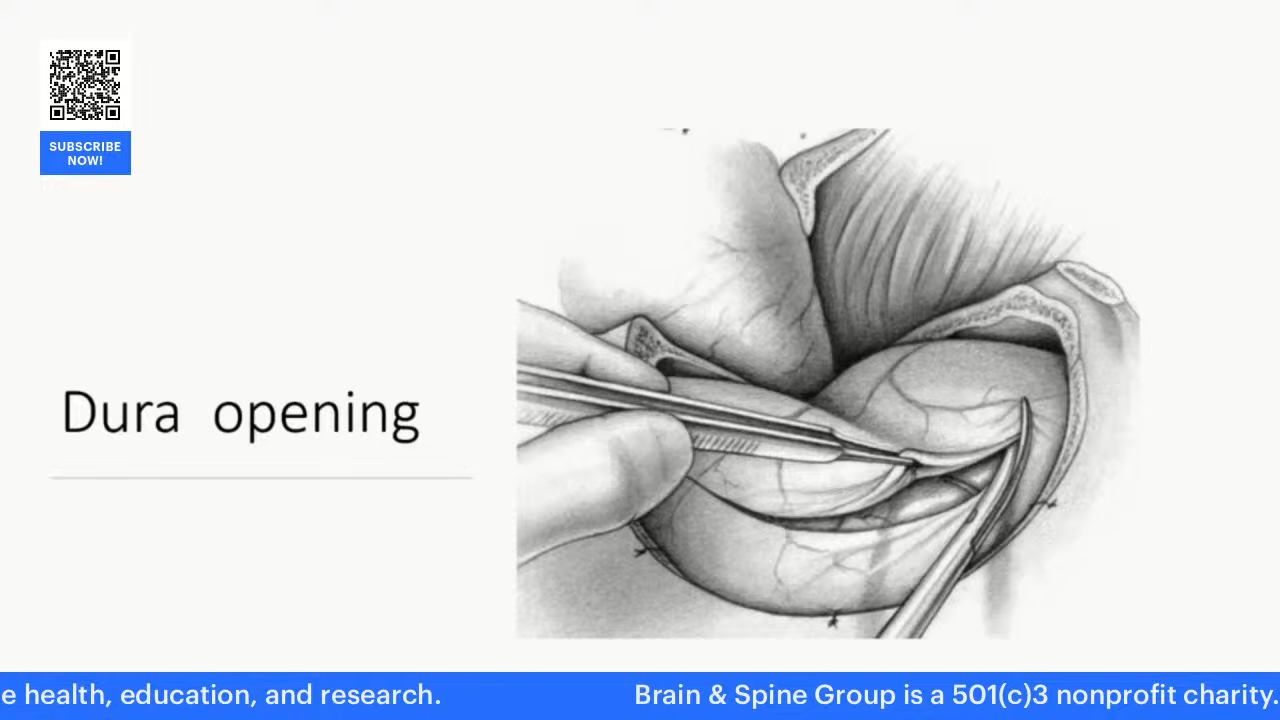 SUBSCRIBE
NOW!
Dura opening
e health, education, and research.
Brain & Spine Group is a 501(c)3 nonprofit charity.